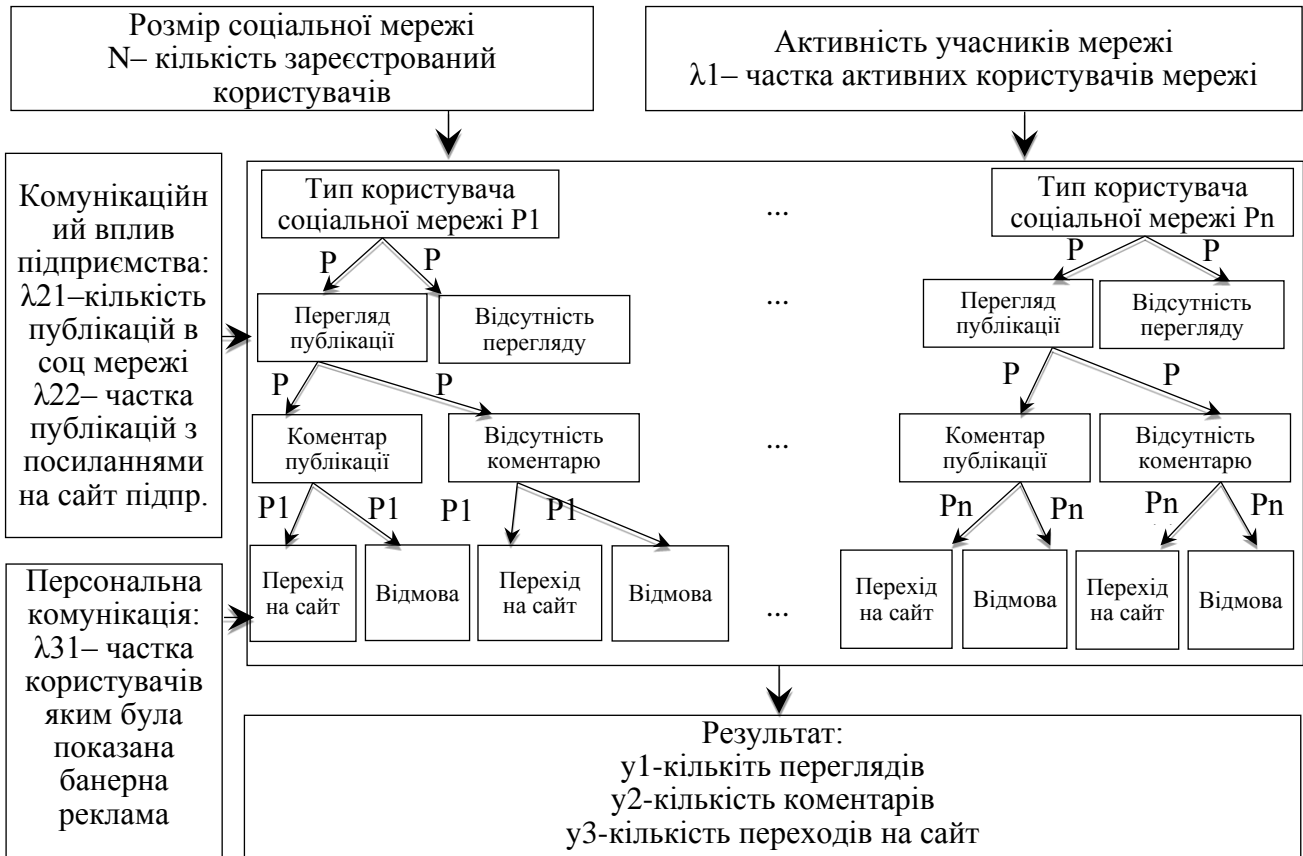 Розмір соціальної мережі
N– кількість зареєстрований
користувачів
Активність учасників мережі
λ1– частка активних користувачів мережі
Комунікаційн
ий вплив
підприємства:
λ21–кількість
публікацій в
соц мережі
λ22– частка
публікацій з
посиланнями
на сайт підпр.
Персональна
комунікація:
λ31– частка
користувачів
яким була
показана
банерна
реклама
Тип користувача
соціальної мережі P1
...
Тип користувача
соціальної мережі Pn
P
P
P
P
Перегляд
публікації
Відсутність
перегляду
...
Перегляд
публікації
Відсутність
перегляду
P
P
P
P
Коментар
публікації
Відсутність
коментарю
...
Коментар
публікації
Відсутність
коментарю
P1
P1
P1
P1
Pn
Pn
Pn
Pn
Перехід
на сайт
Відмова
Перехід
на сайт
Відмова
...
Перехід
на сайт
Відмова
Перехід
на сайт
Відмова
Результат:
y1-кількіть переглядів
y2-кількість коментарів
y3-кількість переходів на сайт